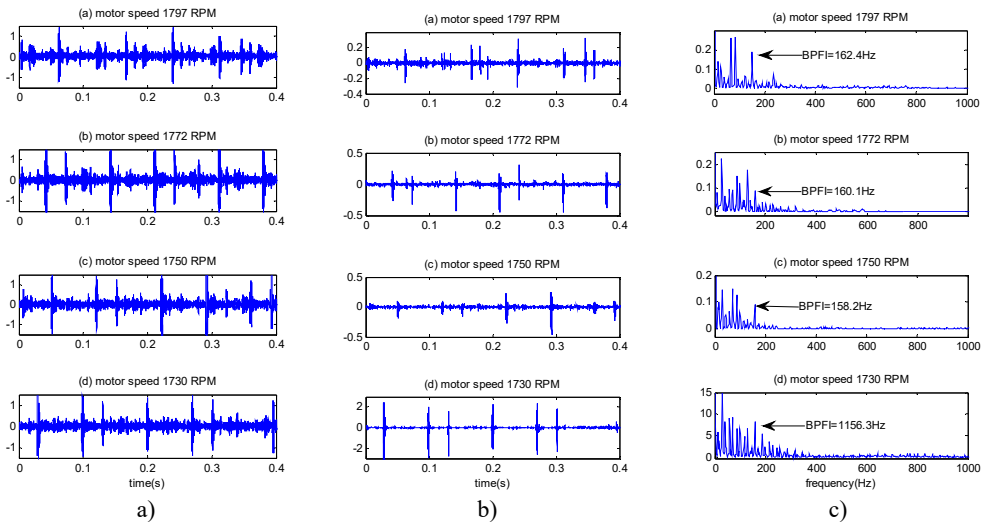 (a) motor speed 1797 RPM
1
0
-1
0 0.1 0.2 0.3 0.4
(b) motor speed 1772 RPM
1
0
-1
0 0.1 0.2 0.3 0.4
(c) motor speed 1750 RPM
1
0
-1
0 0.1 0.2 0.3 0.4
(d) motor speed 1730 RPM
1
0
-1
0 0.1 0.2 0.3 0.4
time(s)
a)
(a) motor speed 1797 RPM
0.2
0
-0.2
-0.4
0 0.1 0.2 0.3 0.4
(b) motor speed 1772 RPM
0.5
0
-0.5
0 0.1 0.2 0.3 0.4
(c) motor speed 1750 RPM
0.5
0
-0.5
0 0.1 0.2 0.3 0.4
(d) motor speed 1730 RPM
2
0
-2
0 0.1 0.2 0.3 0.4
time(s)
b)
(a) motor speed 1797 RPM
0.2
0.1
0
BPFI=162.4Hz
0 200 400 600 800 1000
(b) motor speed 1772 RPM
0.2
0.1
0
BPFI=160.1Hz
0 200 400 600 800 1000
(c) motor speed 1750 RPM
0.2
0.1
0
BPFI=158.2Hz
0 200 400 600 800 1000
(d) motor speed 1730 RPM
15
10
5
0
BPFI=1156.3Hz
0 200 400 600 800 1000
frequency(Hz)
c)